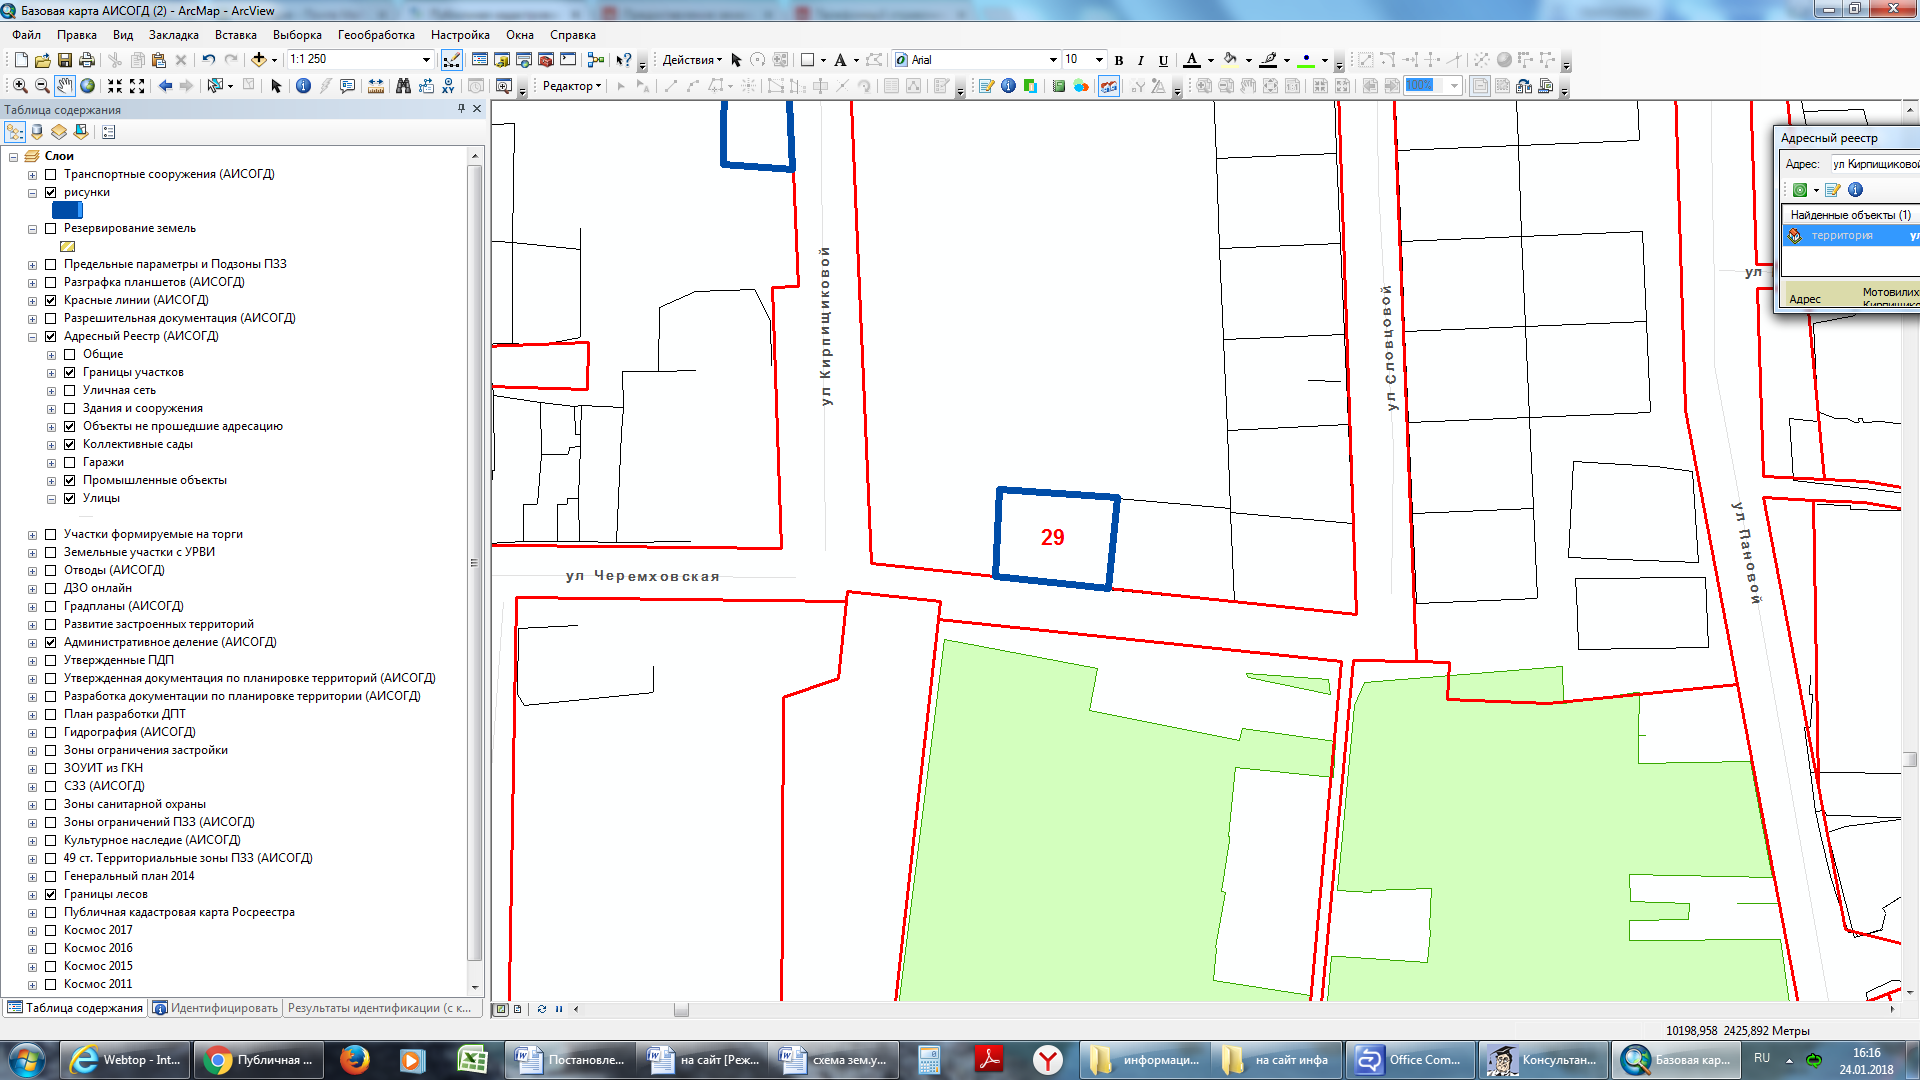 Базовая карта АИСОГД (2) - ArcMap - ArcView
Файл Правка Вид Закладка Вставка Выборка Геообработка Настройка Окна Справка
1:1 250
Действия
Arial
10
B I U
Редактор
100%
Таблица содержания
Слои
Транспортные сооружения (АИСОГД)
рисунки
Резервирование земель
Предельные параметры и Подзоны ПЗЗ
Разграфка планшетов (АИСОГД)
Красные линии (АИСОГД)
Разрешительная документация (АИСОГД)
Адресный Реестр (АИСОГД)
Общие
Границы участков
Уличная сеть
Здания и сооружения
Объекты не прошедшие адресацию
Коллективные сады
Гаражи
Промышленные объекты
Улицы
Участки формируемые на торги
Земельные участки с УРВИ
Отводы (АИСОГД)
ДЗО онлайн
Градпланы (АИСОГД)
Развитие застроенных территорий
Административное деление (АИСОГД)
Утвержденные ПДП
Утвержденная документация по планировке территорий (АИСОГД)
Разработка документации по планировке территории (АИСОГД)
План разработки ДПТ
Гидрография (АИСОГД)
Зоны ограничения застройки
ЗОУИТ из ГКН
СЗЗ (АИСОГД)
Зоны санитарной охраны
Зоны ограничений ПЗЗ (АИСОГД)
Культурное наследие (АИСОГД)
49 ст. Территориальные зоны ПЗЗ (АИСОГД)
Генеральный план 2014
Границы лесов
Публичная кадастровая карта Росреестра
Космос 2017
Космос 2016
Космос 2015
Космос 2011
Таблица содержания Идентифицировать Результаты идентификации (с к...
ул Кирпищиковой
ул Словцовой
ул Пановой
ул Черемховская
29
ул
Адресный реестр
Адрес: ул Кирпищиковой
Найденные объекты (1)
территория ул
Адрес Мотовилих
Кирпищико
10198,958 2425,892 Метры
Webtop - Int...
Публичная ...
Постановле...
на сайт [Реж...
схема зем.у...
информаци...
на сайт инфа
Office Com...
Консультан...
Базовая кар...
RU
16:16
24.01.2018